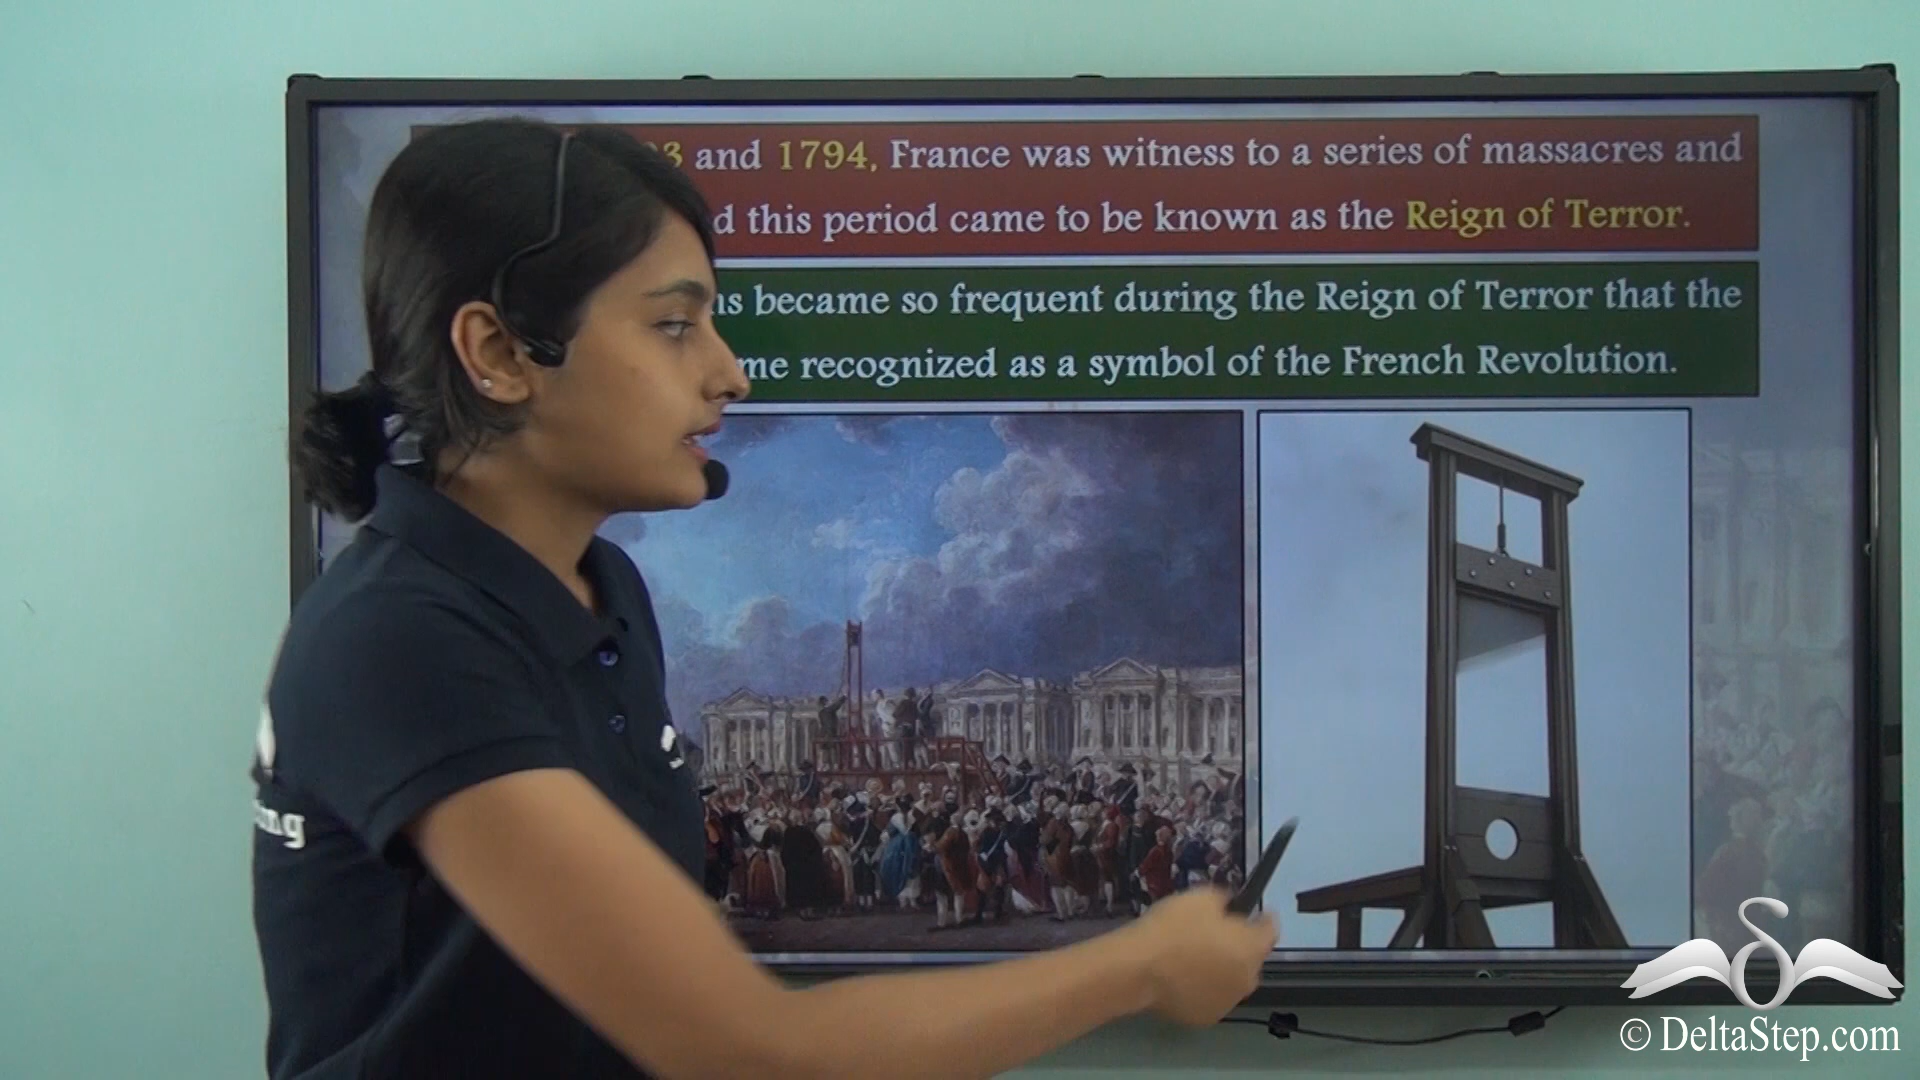 and 1794, France was witness to a series of massacres and
this period came to be known as the Reign of Terror.
became so frequent during the Reign of Terror that the
recognized as a symbol of the French Revolution.
© DeltaStep.com